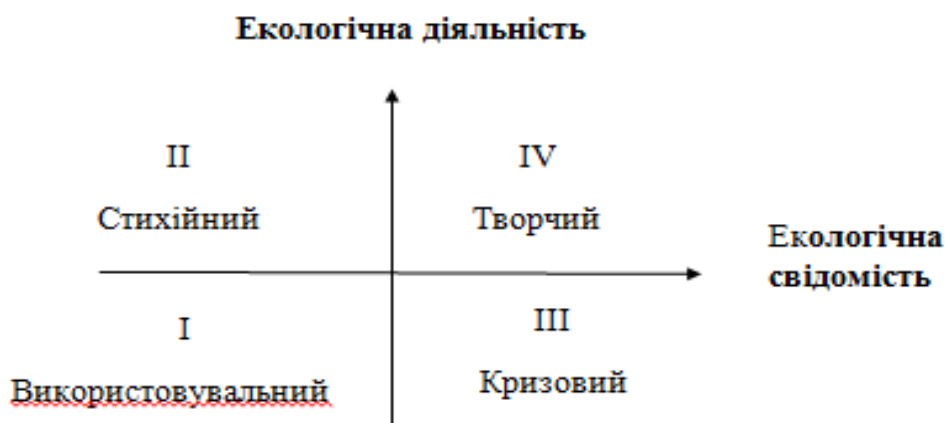 Екологічна діяльність
II
IV
Стихійний
Творчий
Екологічна
свідомість
I
III
Використовувальний
Кризовий